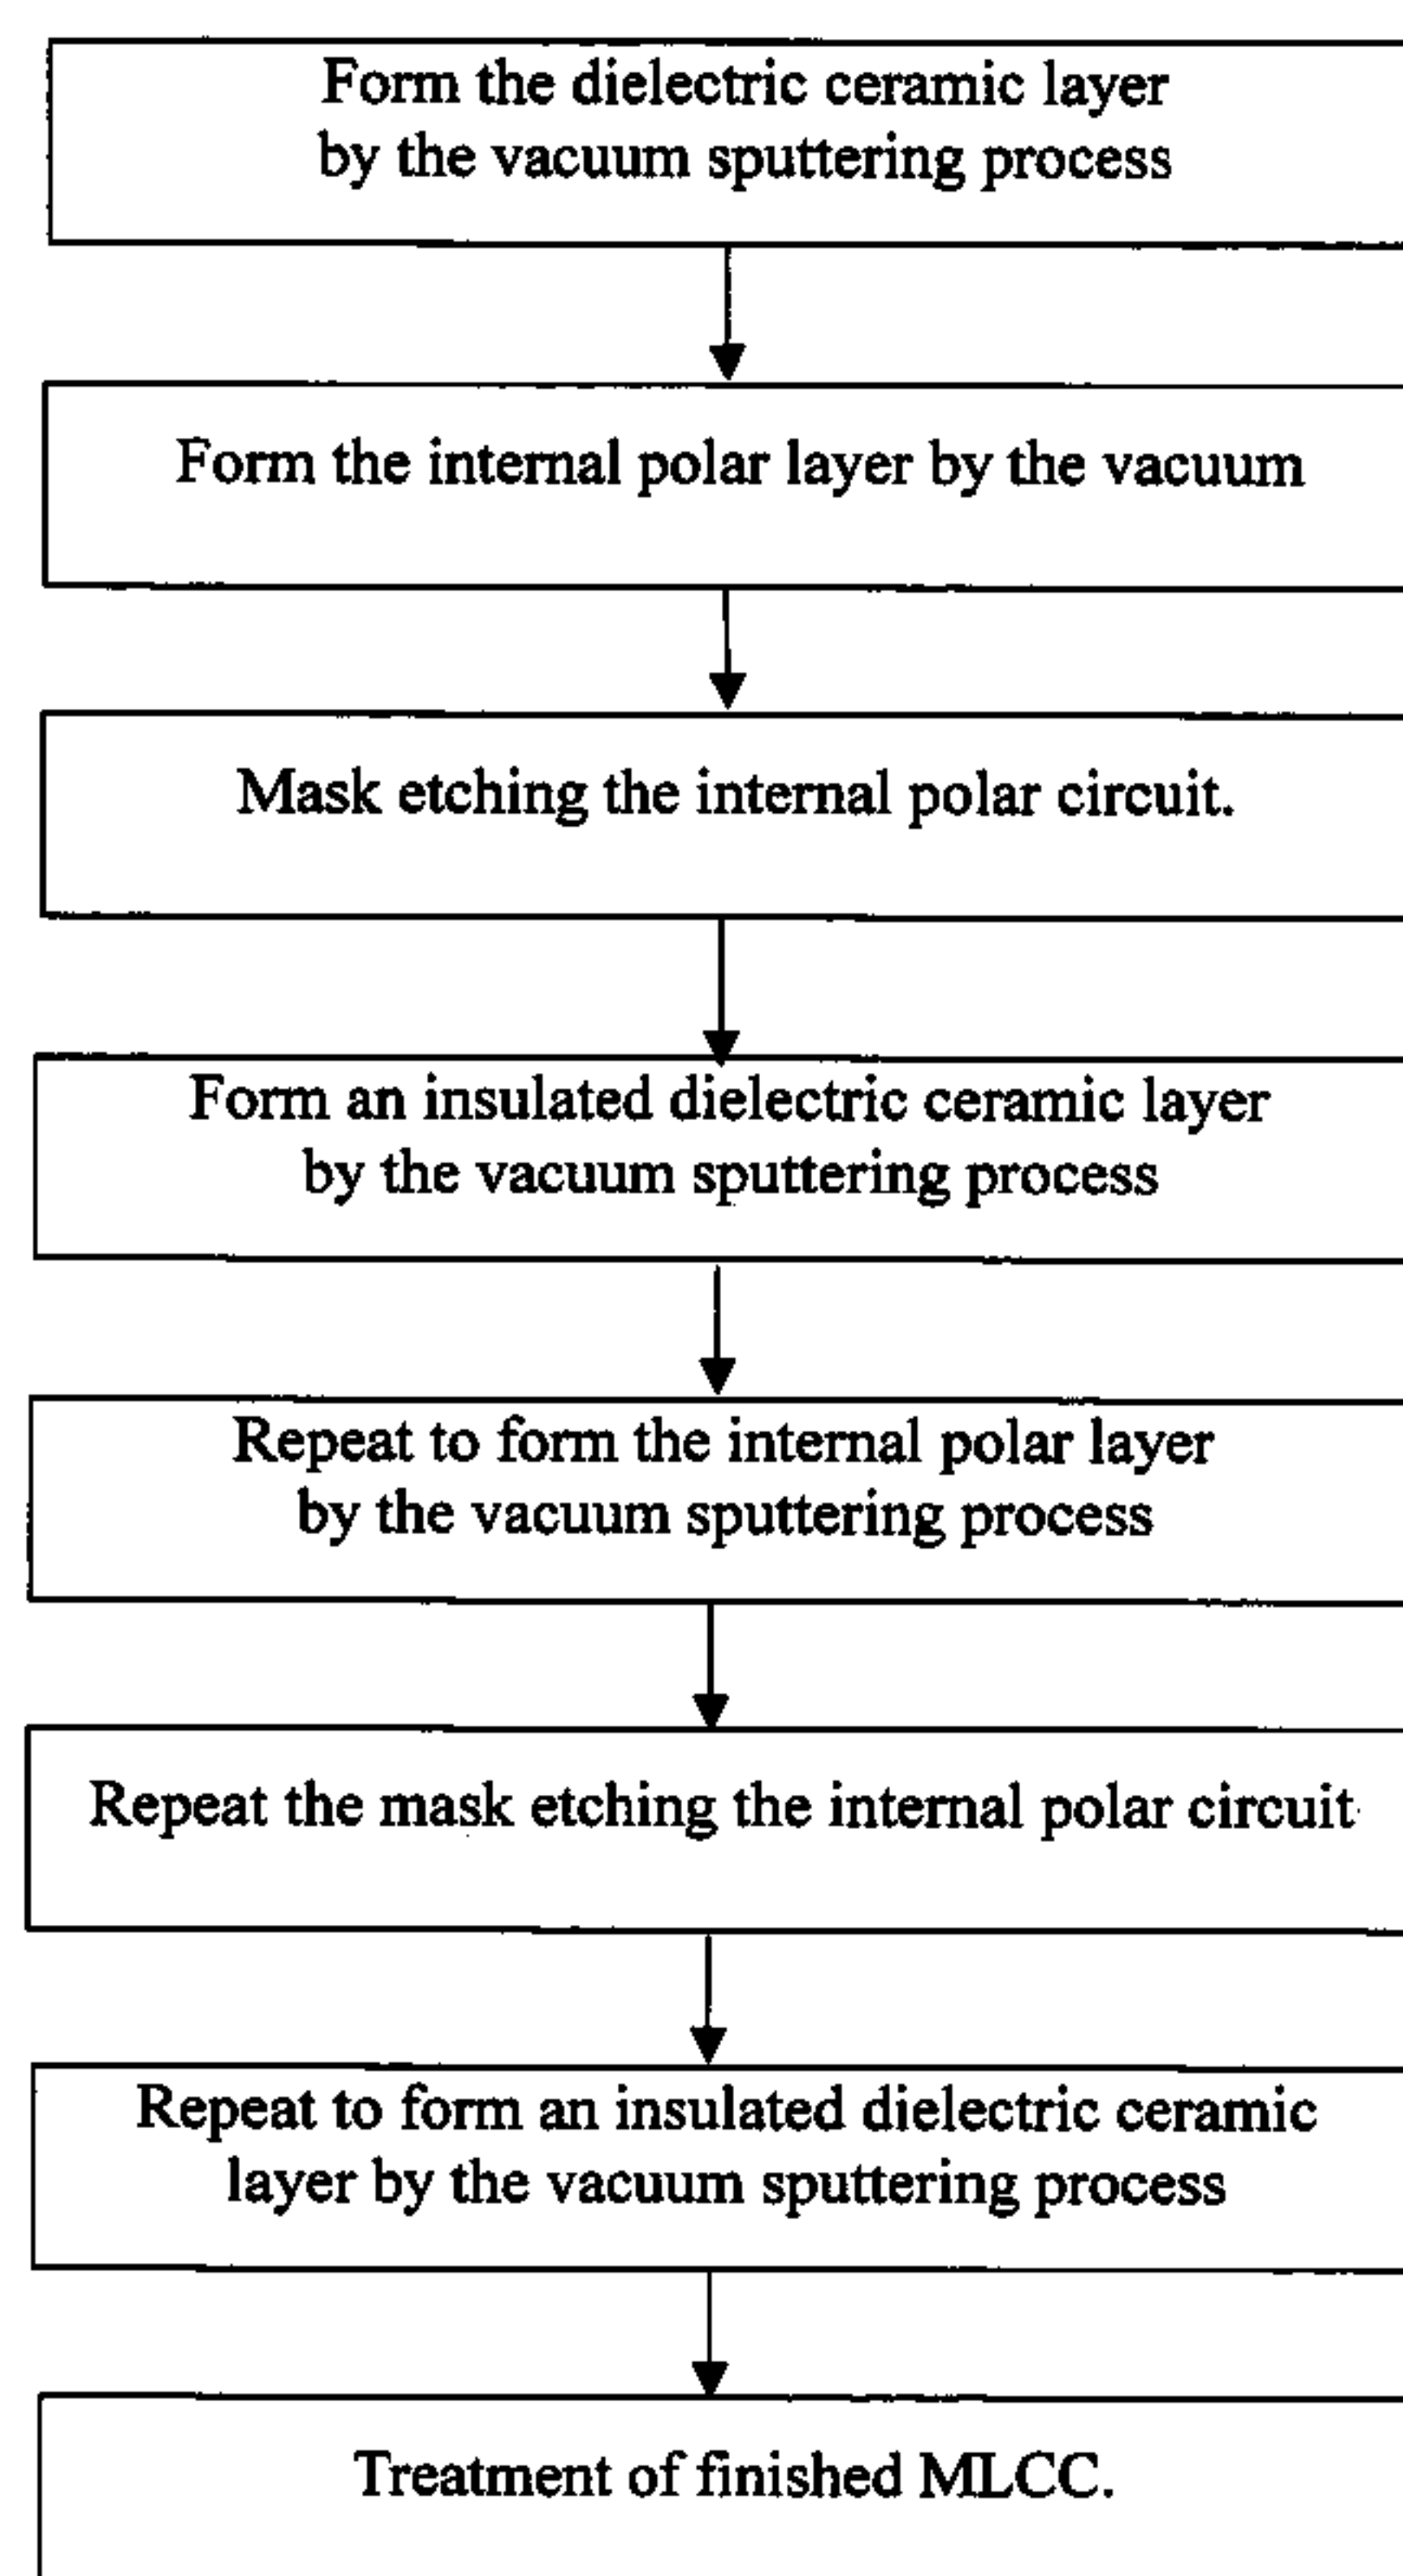 Form the dielectric ceramic layer
by the vacuum sputtering process
Form the internal polar layer by the vacuum
Mask etching the internal polar circuit.
Form an insulated dielectric ceramic layer
by the vacuum sputtering process
Repeat to form the internal polar layer
by the vacuum sputtering process
Repeat the mask etching the internal polar circuit
Repeat to form an insulated dielectric ceramic
layer by the vacuum sputtering process
Treatment of finished MLCC.